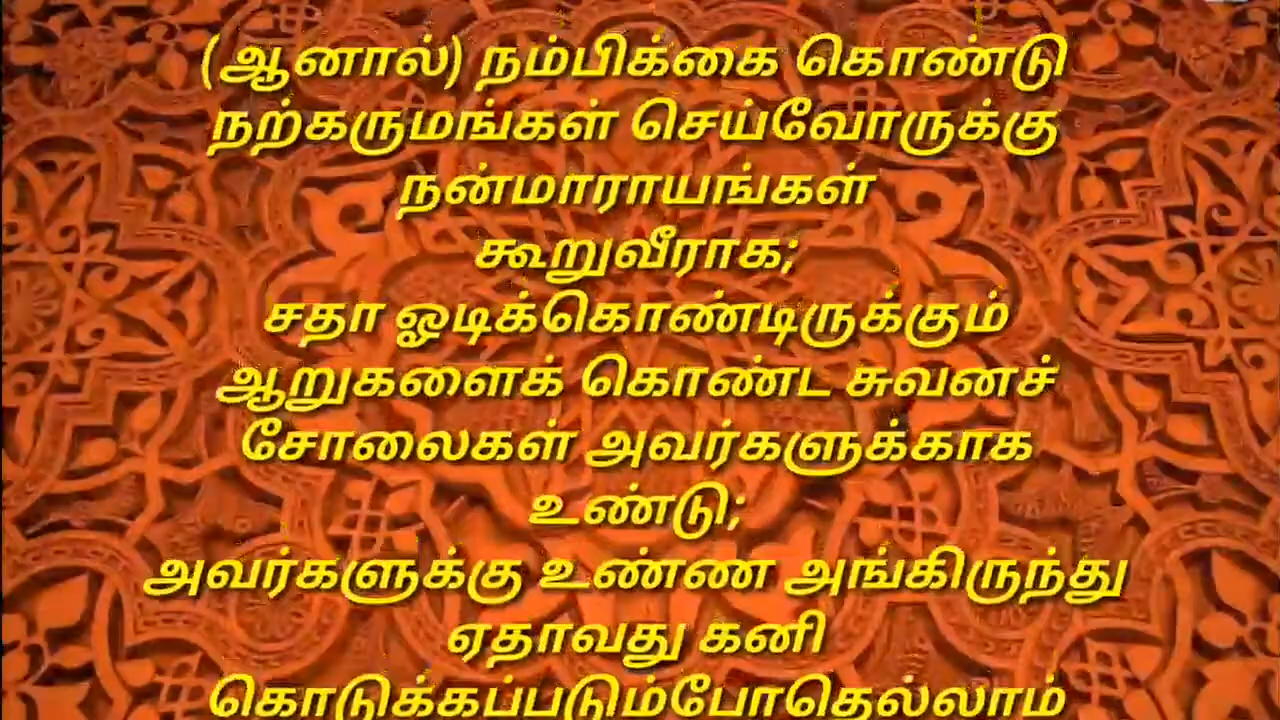 (ஆனால்) நம்பிக்கை கொண்டு
நற்கருமங்கள் செய்வோருக்கு
நன்மாராயங்கள்
கூறுவீராக;
சதா ஓடிக்கொண்டிருக்கும்
ஆறுகளைக் கொண்ட சுவனச்
சோலைகள் அவர்களுக்காக
உண்டு;
அவர்களுக்கு உண்ண அங்கிருந்து
ஏதாவது கனி
கொடுக்கப்படும்போதெல்லாம்